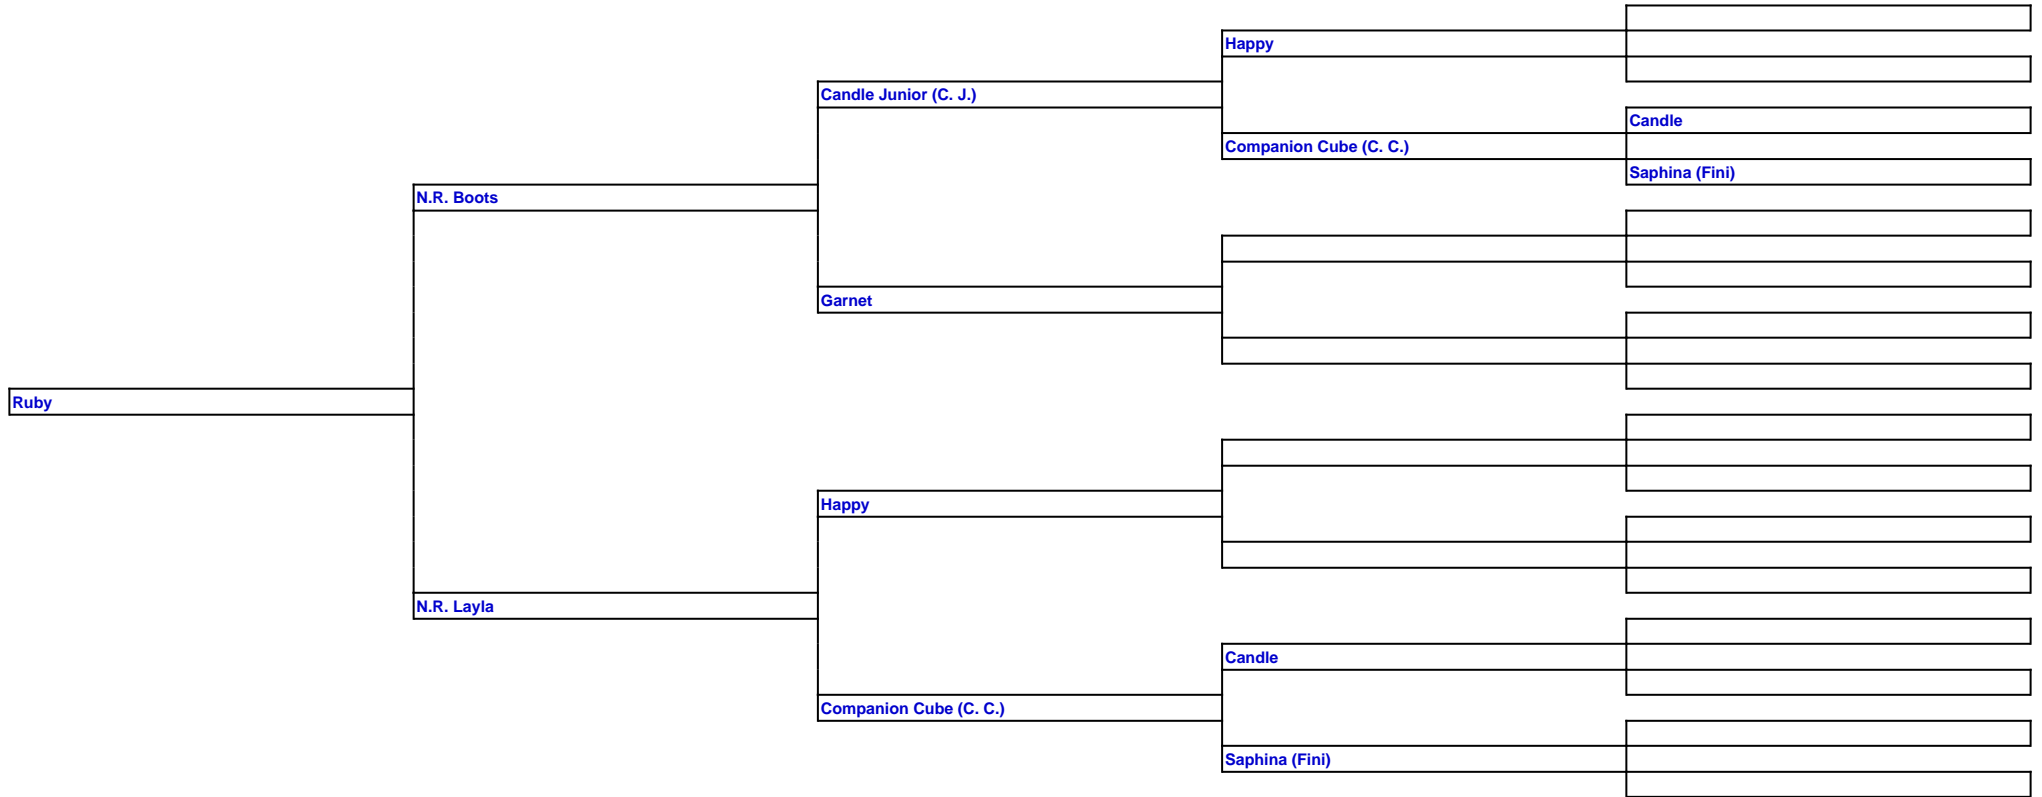 Happy
Candle Junior (C. J.)
Candle
Companion Cube (C. C.)
Saphina (Fini)
N.R. Boots
Garnet
Ruby
Happy
N.R. Layla
Candle
Companion Cube (C. C.)
Saphina (Fini)